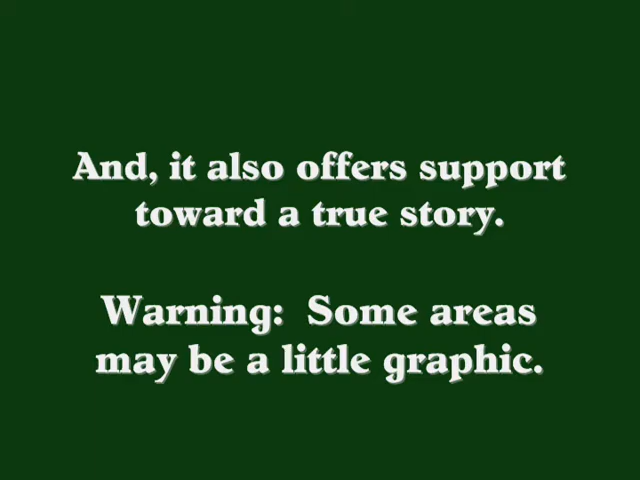 And, it also offers support
toward a true story.
Warning:  Some areas
may be a little graphic.